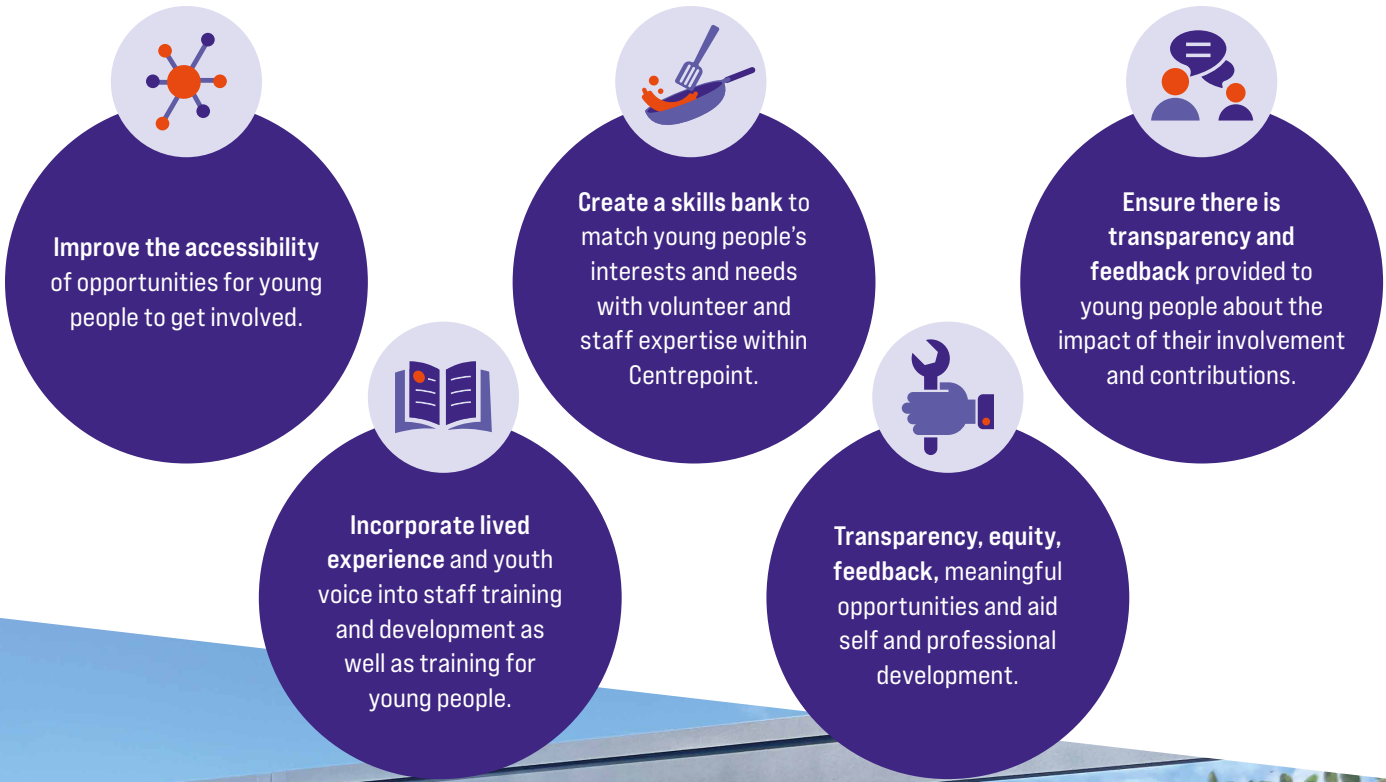 Improve the accessibility
of opportunities for young
people to get involved.
Incorporate lived
experience and youth
voice into staff training
and development as
well as training for
young people.
Create a skills bank to
match young people’s
interests and needs
with volunteer and
staff expertise within
Centrepoint.
Transparency, equity,
feedback, meaningful
opportunities and aid
self and professional
development.
Ensure there is
transparency and
feedback provided to
young people about the
impact of their involvement
and contributions.